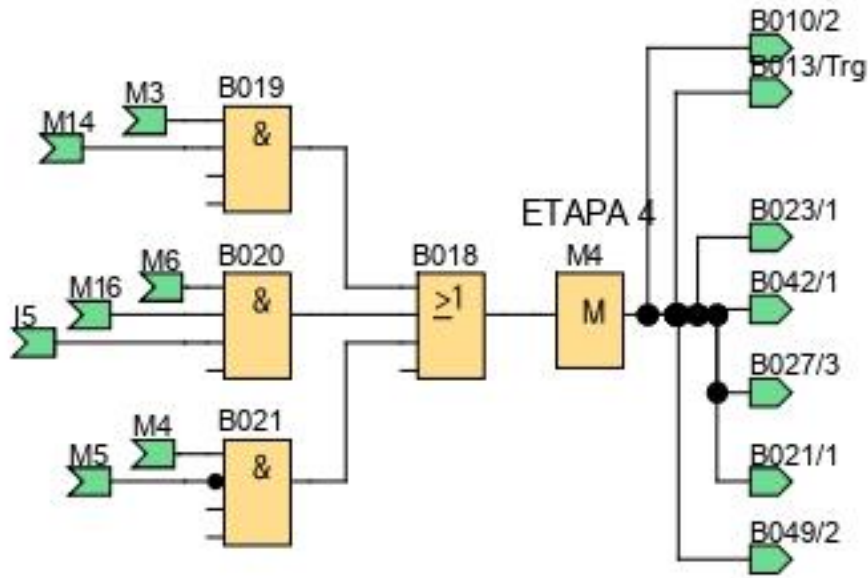 B010/2
B013/Trg
M3
B019
M14
&
ETAPA 4
B023/1
M6
B020
B018
M4
B042/1
M16
&
≥1
I5
M
B027/3
M4
B021
M5
&
B021/1
B049/2